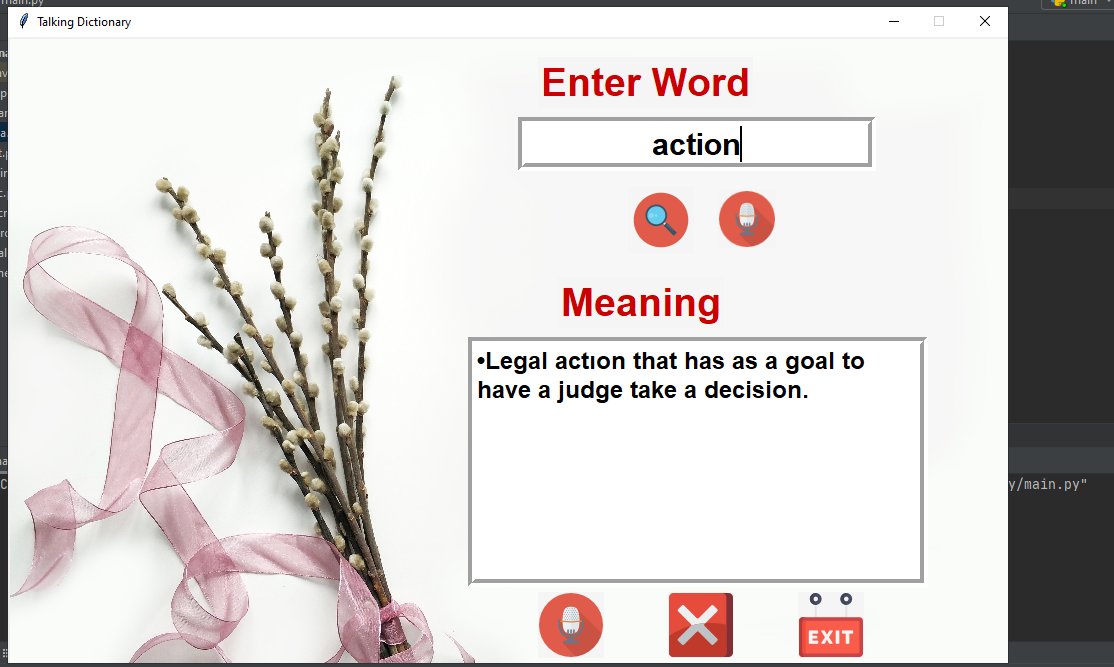 main.py
main
Talking Dictionary
Enter Word
action
Meaning
•Legal action that has as a goal to
have a judge take a decision.
y/main.py"
EXIT